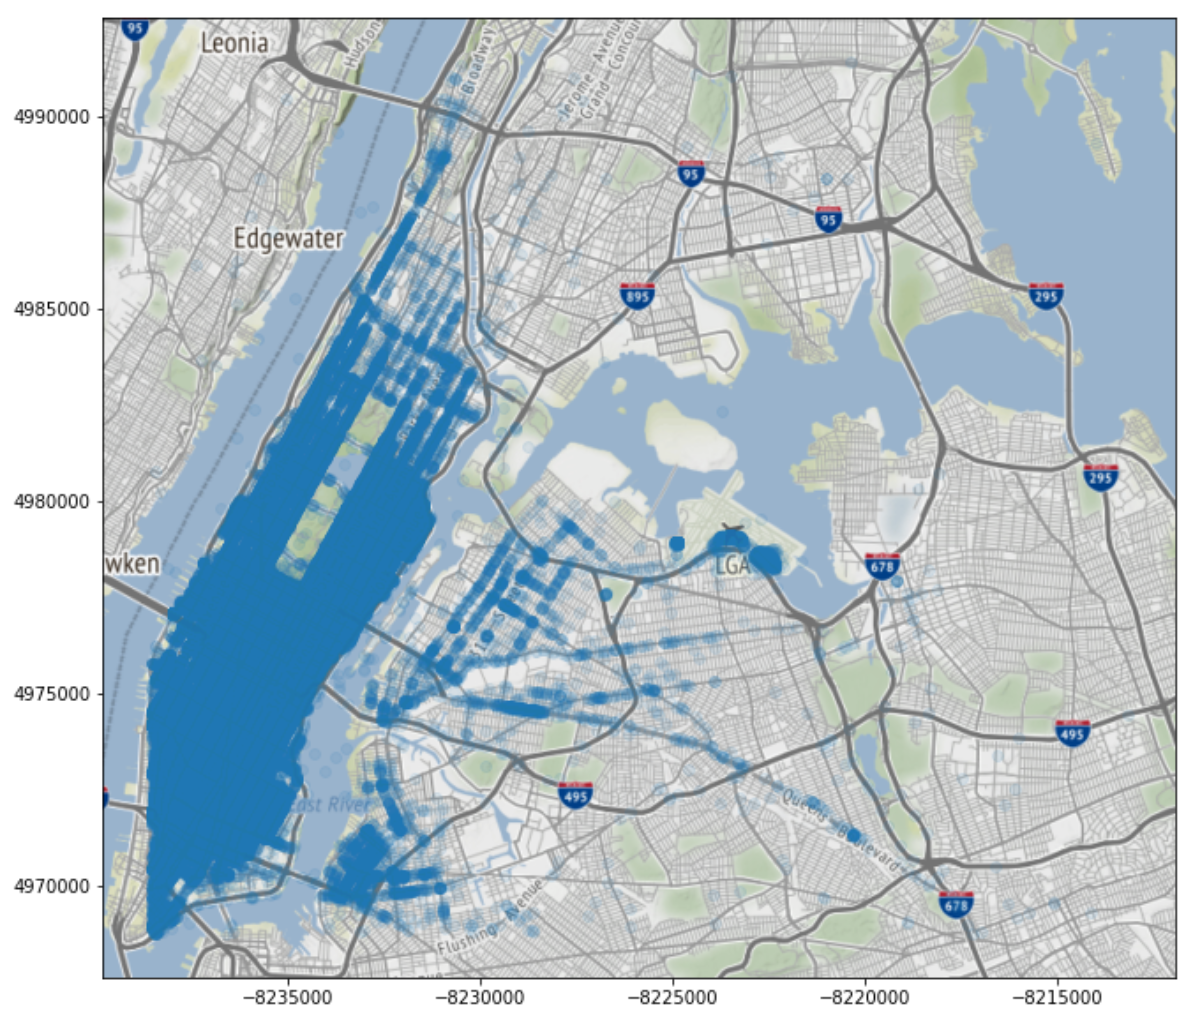 95
Leonia
Hudson
Broadway
Jerome Avenue
Grand Concour
4990000
95
95
Edgewater
4985000
895
295
4980000
295
wken
LGA
678
4975000
495
495
East River
Queens Boulevard
4970000
678
Flushing Avenue
−8235000
−8230000
−8225000
−8220000
−8215000